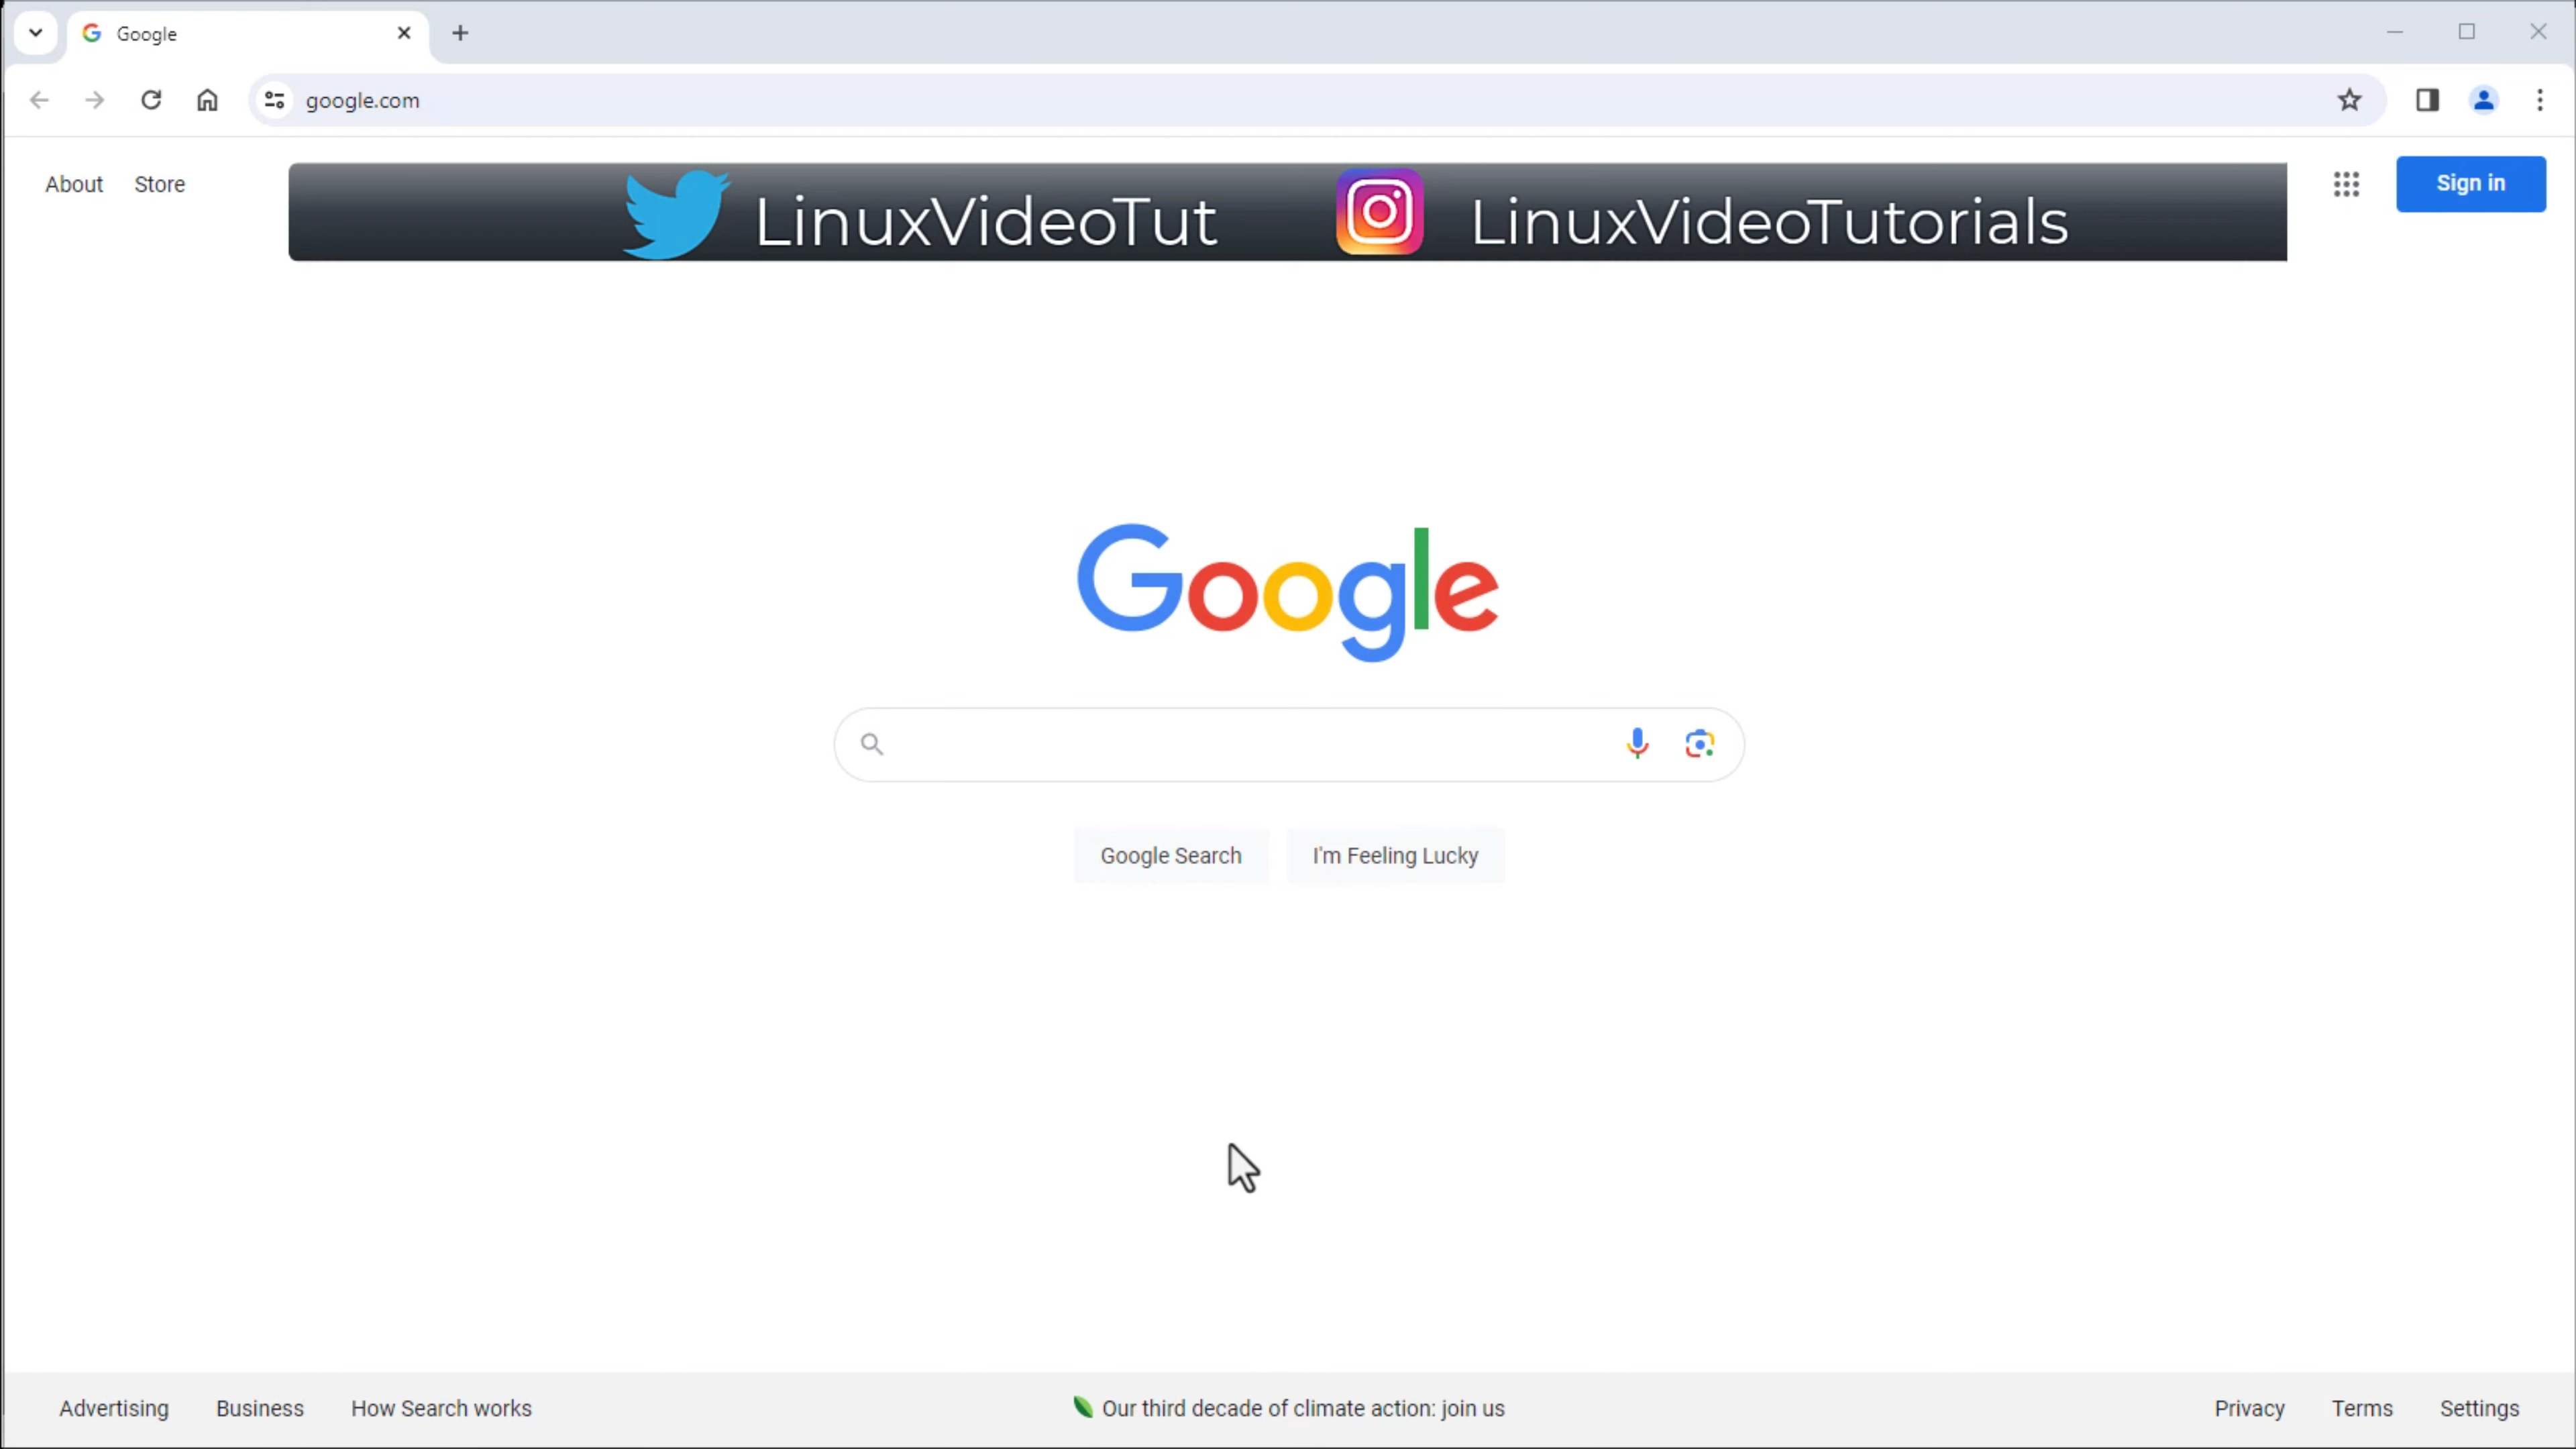 Google
google.com
About Store
LinuxVideoTut LinuxVideoTutorials
Sign in
Google
Google Search I'm Feeling Lucky
Advertising Business How Search works
Our third decade of climate action: join us
Privacy Terms Settings